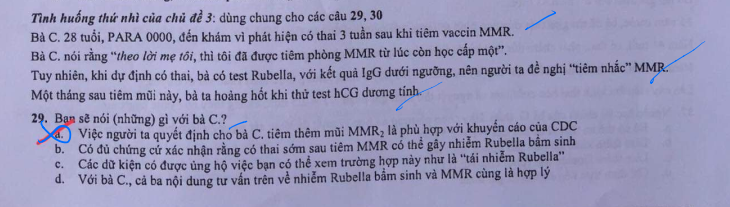 Tình huống thứ nhì của chủ đề 3: dùng chung cho các câu 29, 30
Bà C. 28 tuổi, PARA 0000, đến khám vì phát hiện có thai 3 tuần sau khi tiêm vaccin MMR.
Bà C. nói rằng “theo lời mẹ tôi, thì tôi đã được tiêm phòng MMR từ lúc còn học cấp một”.
Tuy nhiên, khi dự định có thai, bà có test Rubella, với kết quả IgG dưới ngưỡng, nên người ta đề nghị “tiêm nhắc” MMR.
Một tháng sau tiêm mũi này, bà ta hoảng hốt khi thử test hCG dương tính.
29. Bạn sẽ nói (những) gì với bà C.?
a. Việc người ta quyết định cho bà C. tiêm thêm mũi MMR₂ là phù hợp với khuyến cáo của CDC
b. Có đủ chứng cứ xác nhận rằng có thai sớm sau tiêm MMR có thể gây nhiễm Rubella bẩm sinh
c. Các dữ kiện có được ủng hộ việc bạn có thể xem trường hợp này như là “tái nhiễm Rubella”
d. Với bà C., cả ba nội dung tư vấn trên về nhiễm Rubella bẩm sinh và MMR cùng là hợp lý